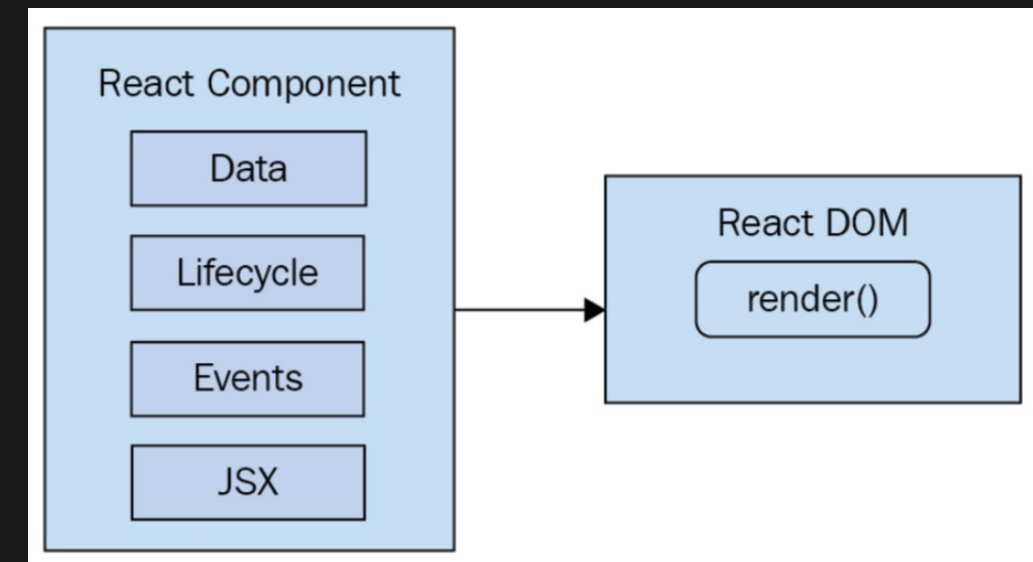 React Component
Data
Lifecycle
Events
JSX
React DOM
render()